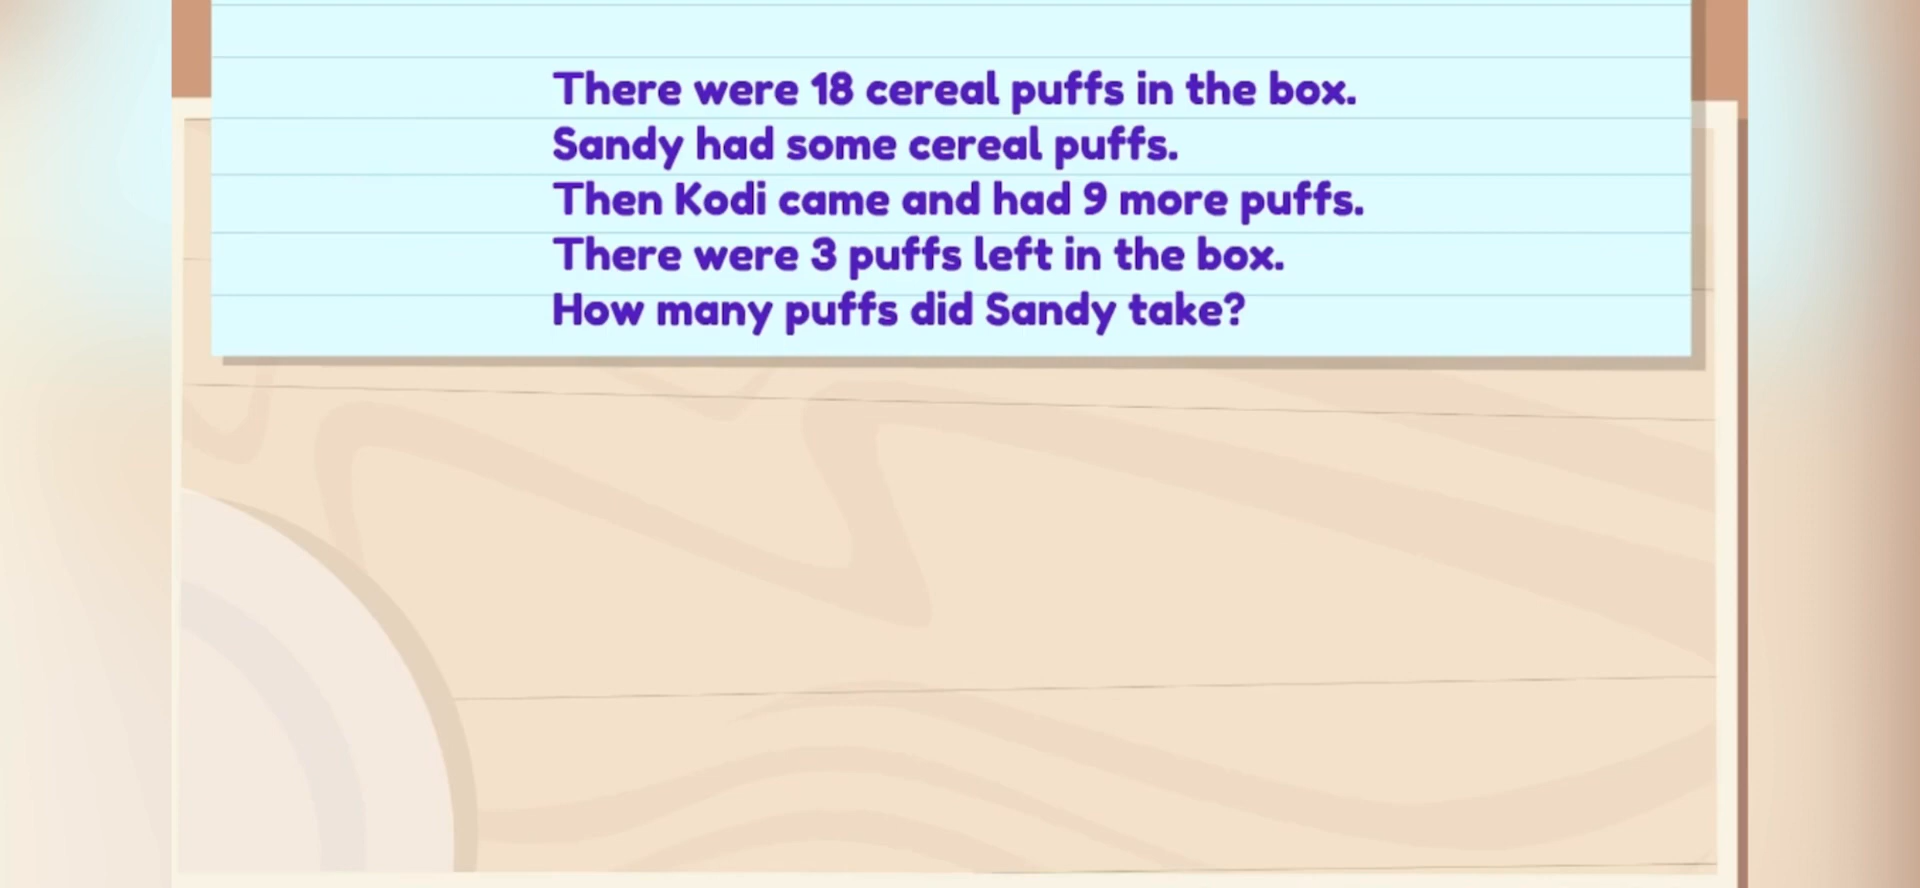 There were 18 cereal puffs in the box.
Sandy had some cereal puffs.
Then Kodi came and had 9 more puffs.
There were 3 puffs left in the box.
How many puffs did Sandy take?